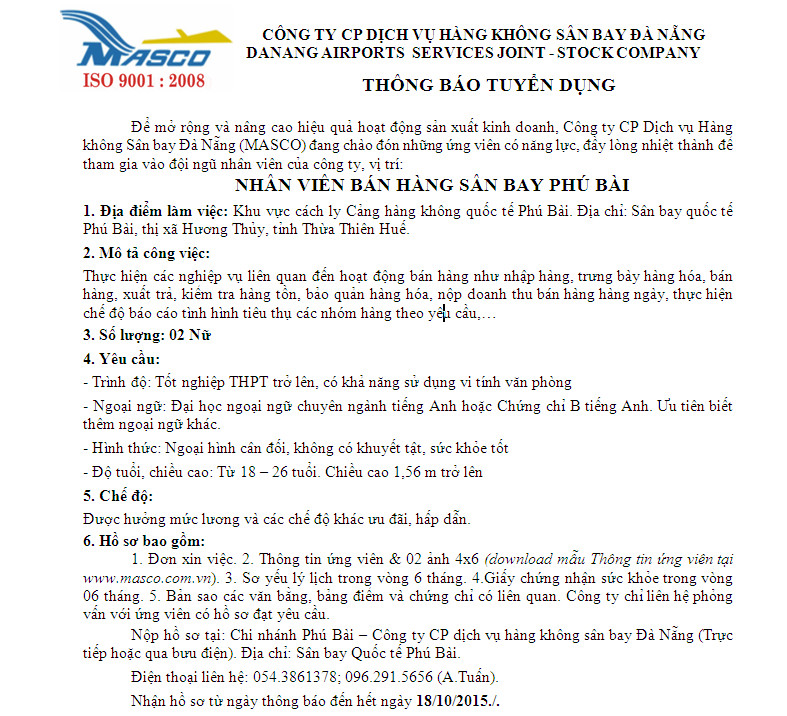 MASCO
ISO 9001 : 2008
CÔNG TY CP DỊCH VỤ HÀNG KHÔNG SÂN BAY ĐÀ NẴNG
DANANG AIRPORTS SERVICES JOINT - STOCK COMPANY
THÔNG BÁO TUYỂN DỤNG
Để mở rộng và nâng cao hiệu quả hoạt động sản xuất kinh doanh, Công ty CP Dịch vụ Hàng
không Sân bay Đà Nẵng (MASCO) đang chào đón những ứng viên có năng lực, đầy lòng nhiệt thành để
tham gia vào đội ngũ nhân viên của công ty, vị trí:
NHÂN VIÊN BÁN HÀNG SÂN BAY PHÚ BÀI
1. Địa điểm làm việc: Khu vực cách ly Cảng hàng không quốc tế Phú Bài. Địa chỉ: Sân bay quốc tế
Phú Bài, thị xã Hương Thủy, tỉnh Thừa Thiên Huế.
2. Mô tả công việc:
Thực hiện các nghiệp vụ liên quan đến hoạt động bán hàng như nhập hàng, trưng bày hàng hóa, bán
hàng, xuất trả, kiểm tra hàng tồn, bảo quản hàng hóa, nộp doanh thu bán hàng hàng ngày, thực hiện
chế độ báo cáo tình hình tiêu thụ các nhóm hàng theo yêu cầu,…
3. Số lượng: 02 Nữ
4. Yêu cầu:
- Trình độ: Tốt nghiệp THPT trở lên, có khả năng sử dụng vi tính văn phòng
- Ngoại ngữ: Đại học ngoại ngữ chuyên ngành tiếng Anh hoặc Chứng chỉ B tiếng Anh. Ưu tiên biết
thêm ngoại ngữ khác.
- Hình thức: Ngoại hình cân đối, không có khuyết tật, sức khỏe tốt
- Độ tuổi, chiều cao: Từ 18 – 26 tuổi. Chiều cao 1,56 m trở lên
5. Chế độ:
Được hưởng mức lương và các chế độ khác ưu đãi, hấp dẫn.
6. Hồ sơ bao gồm:
1. Đơn xin việc. 2. Thông tin ứng viên & 02 ảnh 4x6 (download mẫu Thông tin ứng viên tại
www.masco.com.vn). 3. Sơ yếu lý lịch trong vòng 6 tháng. 4.Giấy chứng nhận sức khỏe trong vòng
06 tháng. 5. Bản sao các văn bằng, bảng điểm và chứng chỉ có liên quan. Công ty chỉ liên hệ phỏng
vấn với ứng viên có hồ sơ đạt yêu cầu.
Nộp hồ sơ tại: Chi nhánh Phú Bài – Công ty CP dịch vụ hàng không sân bay Đà Nẵng (Trực
tiếp hoặc qua bưu điện). Địa chỉ: Sân bay Quốc tế Phú Bài.
Điện thoại liên hệ: 054.3861378; 096.291.5656 (A.Tuấn).
Nhận hồ sơ từ ngày thông báo đến hết ngày 18/10/2015./.